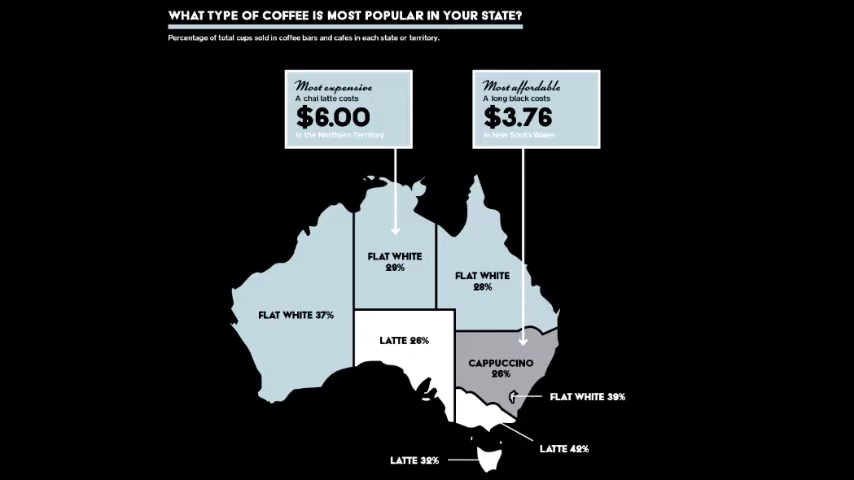 WHAT TYPE OF COFFEE IS MOST POPULAR IN YOUR STATE?
Percentage of total cups sold in coffee bars and cafes in each state or territory.
Most expensive
A chai latte costs
$6.00
in the Northern Territory
Most affordable
A long black costs
$3.76
in New South Wales
FLAT WHITE
29%
FLAT WHITE
28%
FLAT WHITE 37%
LATTE 26%
CAPPUCCINO
26%
FLAT WHITE 39%
LATTE 42%
LATTE 32%